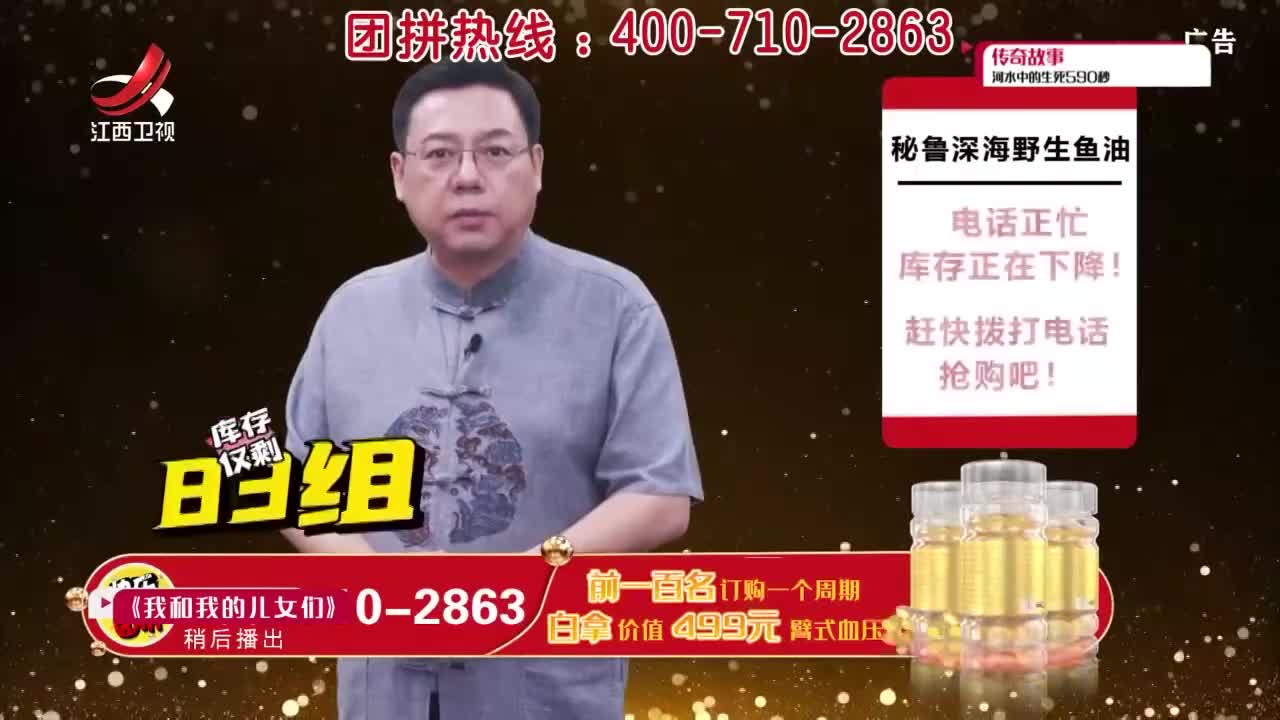 团拼热线：400-710-2863
广告
传奇故事
河水中的生死590秒
江西卫视
秘鲁深海野生鱼油
电话正忙
库存正在下降！
赶快拨打电话
抢购吧！
库存
仅剩
83组
《我和我的儿女们》
稍后播出
0-2863
前一百名订购一个周期
白拿价值499元臂式血压